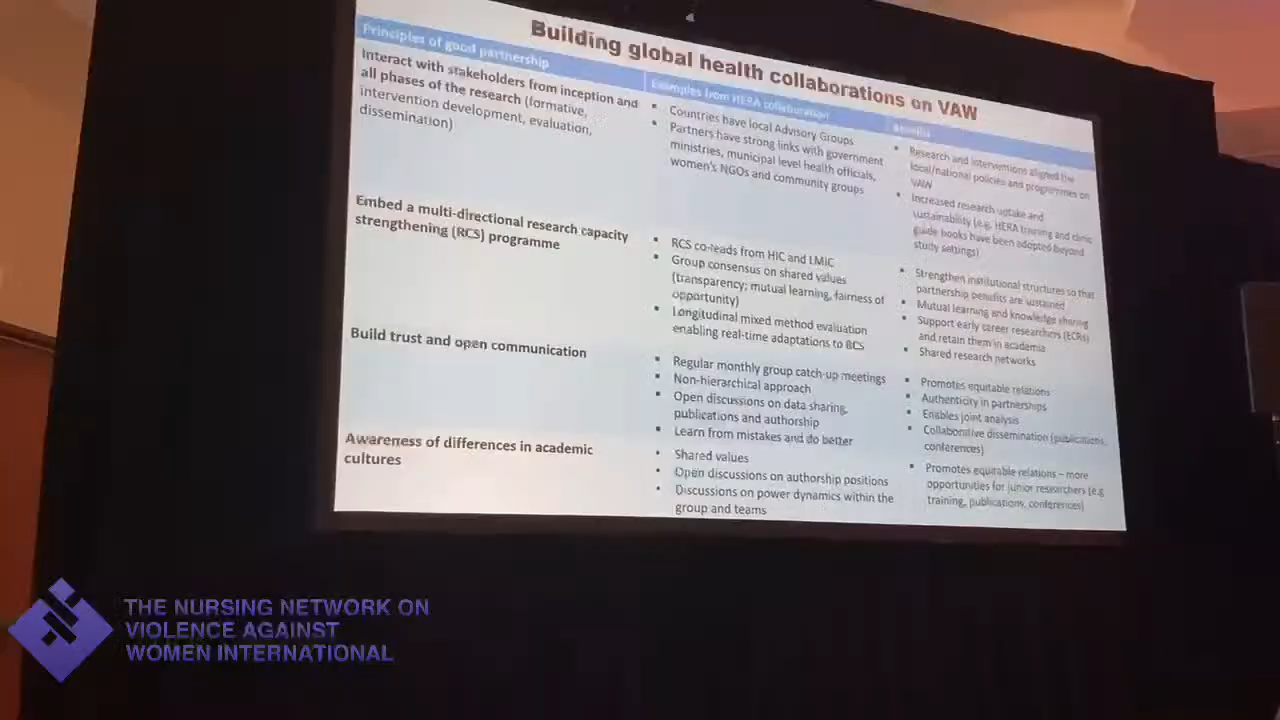 Building global health collaborations on VAW
Principles of good partnership
Examples from HERA collaboration
Benefits
Interact with stakeholders from inception and
all phases of the research (formative,
intervention development, evaluation,
dissemination)
▪ Countries have local Advisory Groups
▪ Partners have strong links with government
ministries, municipal level health officials,
women's NGOs and community groups
▪ Research and interventions aligned the
local/national policies and programmes on
VAW
▪ Increased research uptake and
sustainability (e.g. HERA training and clinic
guide books have been adopted beyond
study settings)
Embed a multi-directional research capacity
strengthening (RCS) programme
▪ RCS co-leads from HIC and LMIC
▪ Group consensus on shared values
(transparency; mutual learning, fairness of
opportunity)
▪ Longitudinal mixed method evaluation
enabling real-time adaptations to RCS
▪ Strengthen institutional structures so that
partnership benefits are sustained
▪ Mutual learning and knowledge sharing
▪ Support early career researchers (ECRs)
and retain them in academia
▪ Shared research networks
Build trust and open communication
▪ Regular monthly group catch-up meetings
▪ Non-hierarchical approach
▪ Open discussions on data sharing,
publications and authorship
▪ Learn from mistakes and do better
▪ Promotes equitable relations
▪ Authenticity in partnerships
▪ Enables joint analysis
▪ Collaborative dissemination (publications,
conferences)
Awareness of differences in academic
cultures
▪ Shared values
▪ Open discussions on authorship positions
▪ Discussions on power dynamics within the
group and teams
▪ Promotes equitable relations – more
opportunities for junior researchers (e.g
training, publications, conferences)
THE NURSING NETWORK ON
VIOLENCE AGAINST
WOMEN INTERNATIONAL